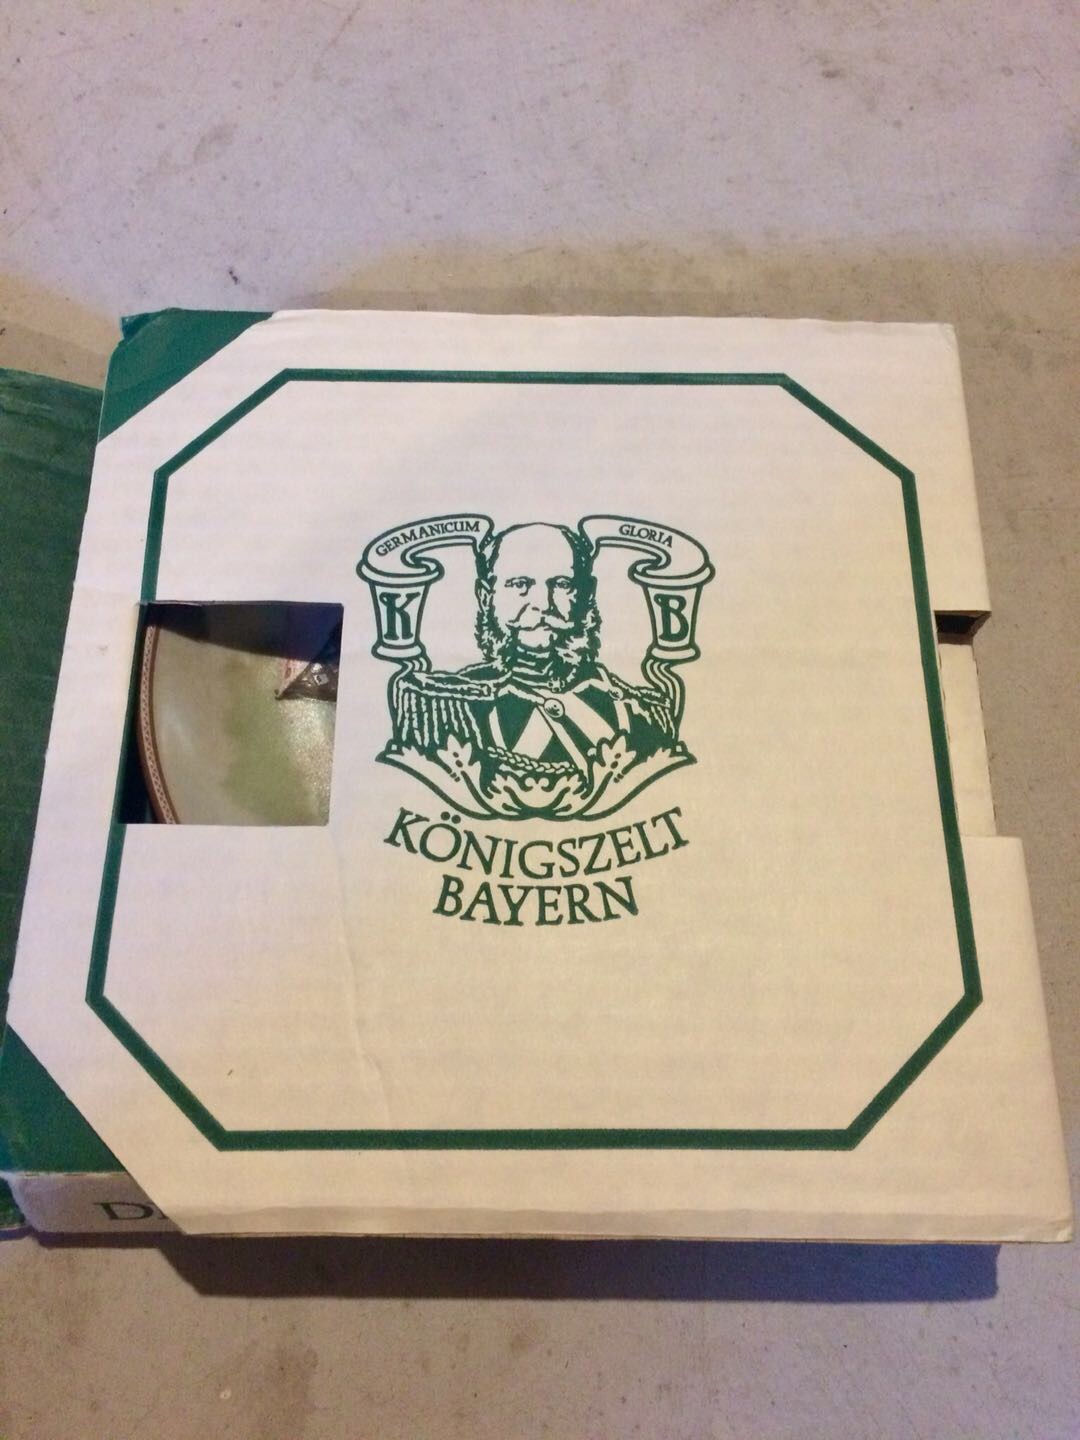 GERMANICUM GLORIA
K B
KÖNIGSZELT
BAYERN